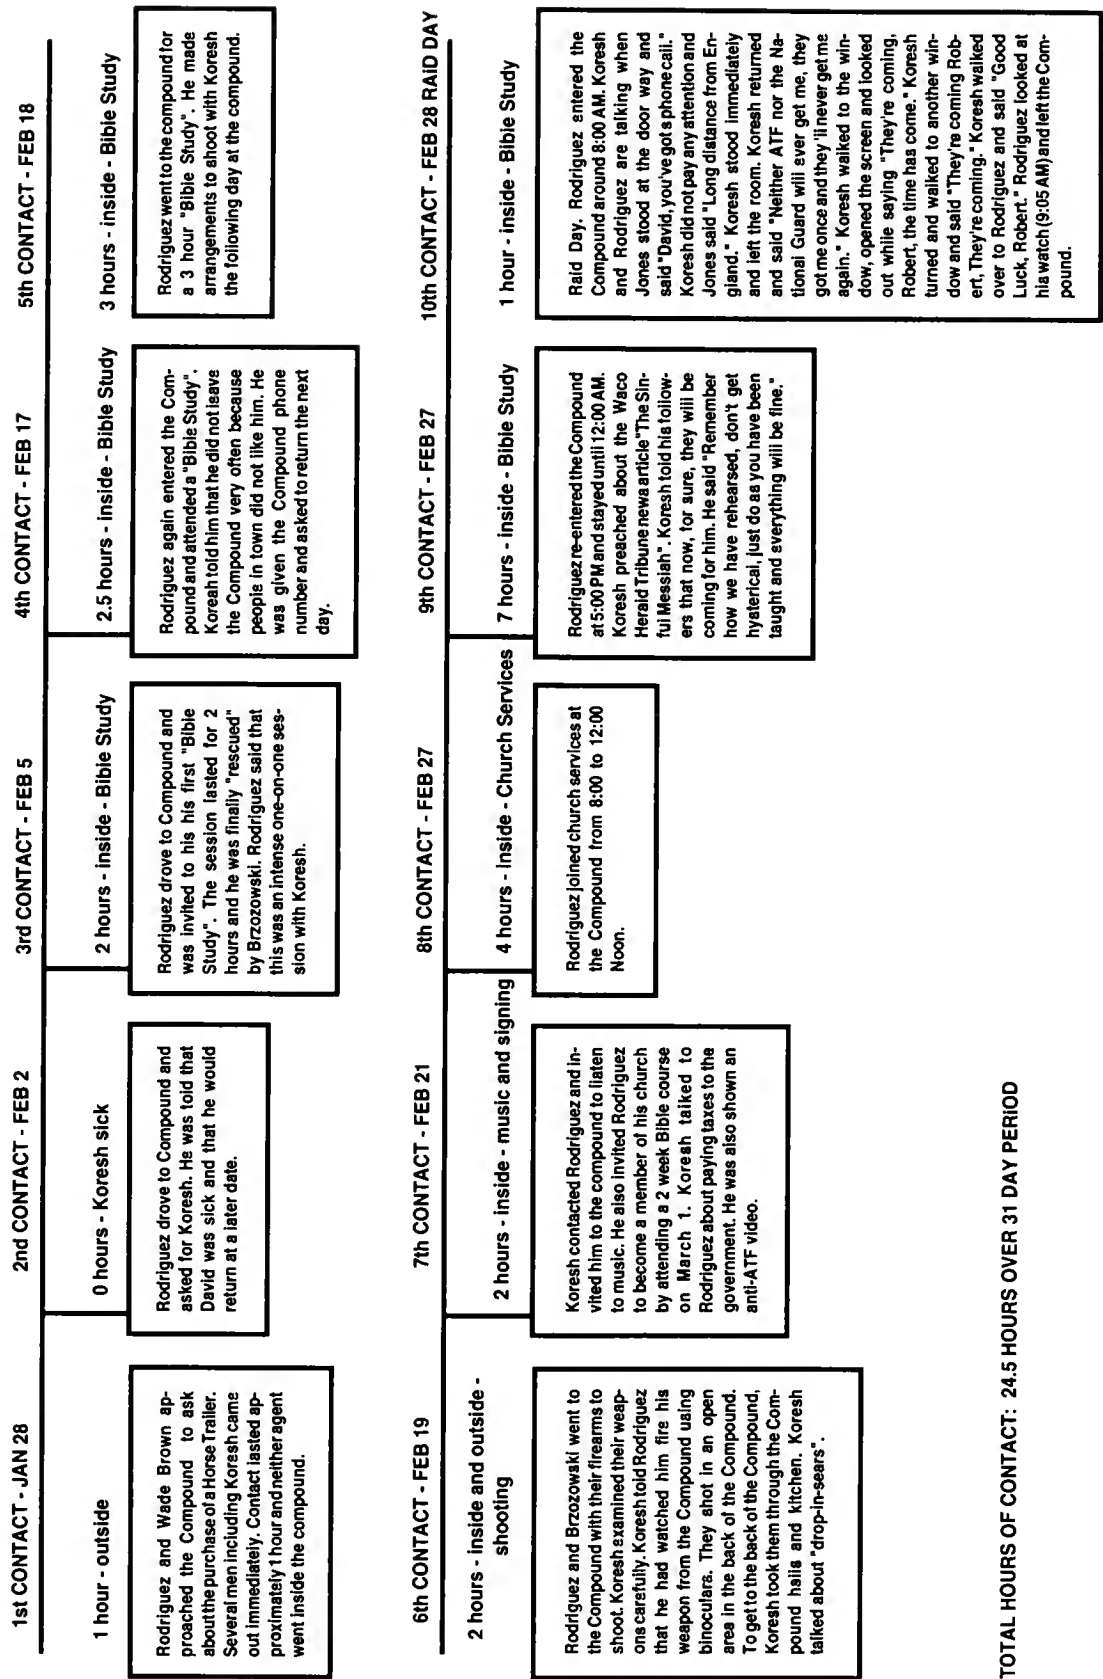 1st CONTACT - JAN 28
1 hour - outside
Rodriguez and Wade Brown ap-
proached the Compound to ask
about the purchase of a Horse Trailer.
Several men including Koresh came
out immediately. Contact lasted ap-
proximately 1 hour and neither agent
went inside the compound.
2nd CONTACT - FEB 2
0 hours - Koresh sick
Rodriguez drove to Compound and
asked for Koresh. He was told that
David was sick and that he would
return at a later date.
3rd CONTACT - FEB 5
2 hours - inside - Bible Study
Rodriguez drove to Compound and
was invited to his first "Bible
Study". The session lasted for 2
hours and he was finally "rescued"
by Brzozowski. Rodriguez said that
this was an intense one-on-one ses-
sion with Koresh.
4th CONTACT - FEB 17
2.5 hours - inside - Bible Study
Rodriguez again entered the Com-
pound and attended a "Bible Study".
Koresh told him that he did not leave
the Compound very often because
people in town did not like him. He
was given the Compound phone
number and asked to return the next
day.
5th CONTACT - FEB 18
3 hours - inside - Bible Study
Rodriguez went to the compound for
a 3 hour "Bible Study". He made
arrangements to shoot with Koresh
the following day at the compound.
6th CONTACT - FEB 19
2 hours - inside and outside -
shooting
Rodriguez and Brzozowski went to
the Compound with their firearms to
shoot. Koresh examined their weap-
ons carefully. Koresh told Rodriguez
that he had watched him fire his
weapon from the Compound using
binoculars. They shot in an open
area in the back of the Compound.
To get to the back of the Compound,
Koresh took them through the Com-
pound halls and kitchen. Koresh
talked about "drop-in-sears".
7th CONTACT - FEB 21
2 hours - inside - music and signing
Koresh contacted Rodriguez and in-
vited him to the compound to listen
to music. He also invited Rodriguez
to become a member of his church
by attending a 2 week Bible course
on March 1. Koresh talked to
Rodriguez about paying taxes to the
government. He was also shown an
anti-ATF video.
8th CONTACT - FEB 27
4 hours - inside - Church Services
Rodriguez joined church services at
the Compound from 8:00 to 12:00
Noon.
9th CONTACT - FEB 27
7 hours - inside - Bible Study
Rodriguez re-entered the Compound
at 5:00 PM and stayed until 12:00 AM.
Koresh preached about the Waco
Herald Tribune news article "The Sin-
ful Messiah". Koresh told his follow-
ers that now, for sure, they will be
coming for him. He said "Remember
how we have rehearsed, don't get
hysterical, just do as you have been
taught and everything will be fine."
10th CONTACT - FEB 28 RAID DAY
1 hour - inside - Bible Study
Raid Day. Rodriguez entered the
Compound around 8:00 AM. Koresh
and Rodriguez are talking when
Jones stood at the door way and
said "David, you've got s phone call."
Koresh did not pay any attention and
Jones said "Long distance from En-
gland." Koresh stood immediately
and left the room. Koresh returned
and said "Neither ATF nor the Na-
tional Guard will ever get me, they
got me once and they'll never get me
again." Koresh walked to the win-
dow, opened the screen and looked
out while saying "They're coming,
Robert, the time has come." Koresh
turned and walked to another win-
dow and said "They're coming Rob-
ert, They're coming." Koresh walked
over to Rodriguez and said "Good
Luck, Robert." Rodriguez looked at
his watch (9:05 AM) and left the Com-
pound.
TOTAL HOURS OF CONTACT: 24.5 HOURS OVER 31 DAY PERIOD